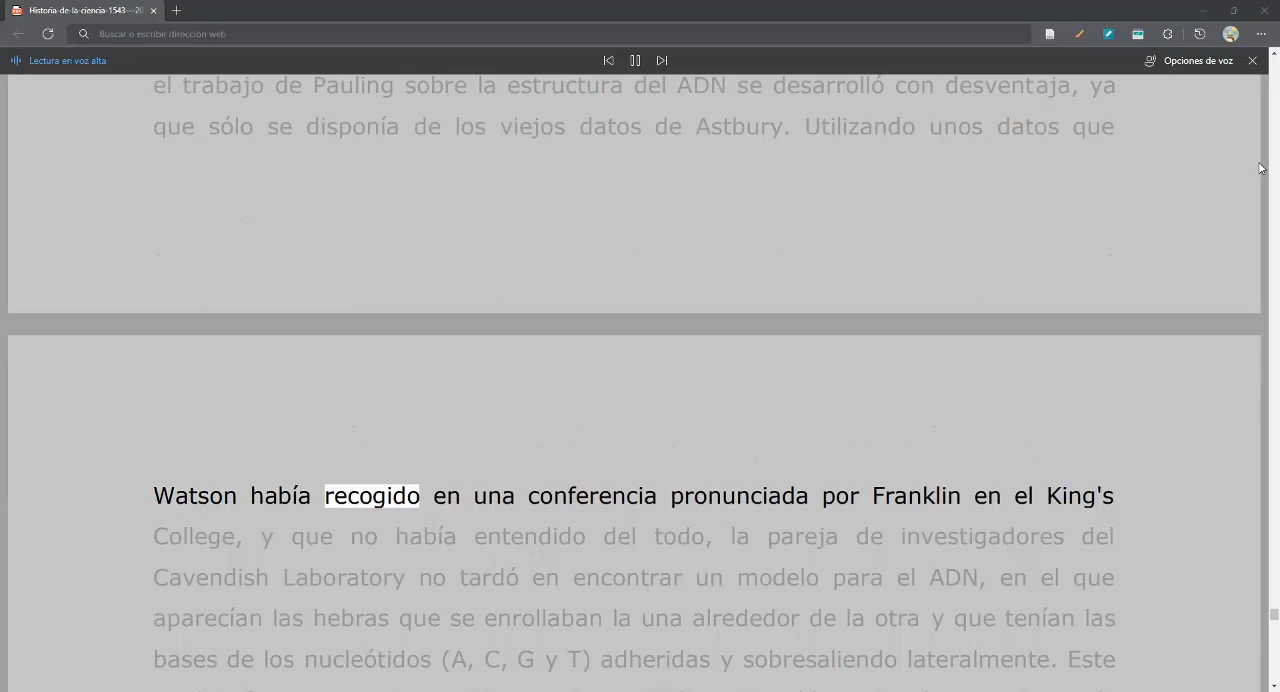 Historia-de-la-ciencia-1543---20
Buscar o escribir dirección web
Lectura en voz alta
Opciones de voz
el trabajo de Pauling sobre la estructura del ADN se desarrolló con desventaja, ya
que sólo se disponía de los viejos datos de Astbury. Utilizando unos datos que
Watson había recogido en una conferencia pronunciada por Franklin en el King's
College, y que no había entendido del todo, la pareja de investigadores del
Cavendish Laboratory no tardó en encontrar un modelo para el ADN, en el que
aparecían las hebras que se enrollaban la una alrededor de la otra y que tenían las
bases de los nucleótidos (A, C, G y T) adheridas y sobresaliendo lateralmente. Este